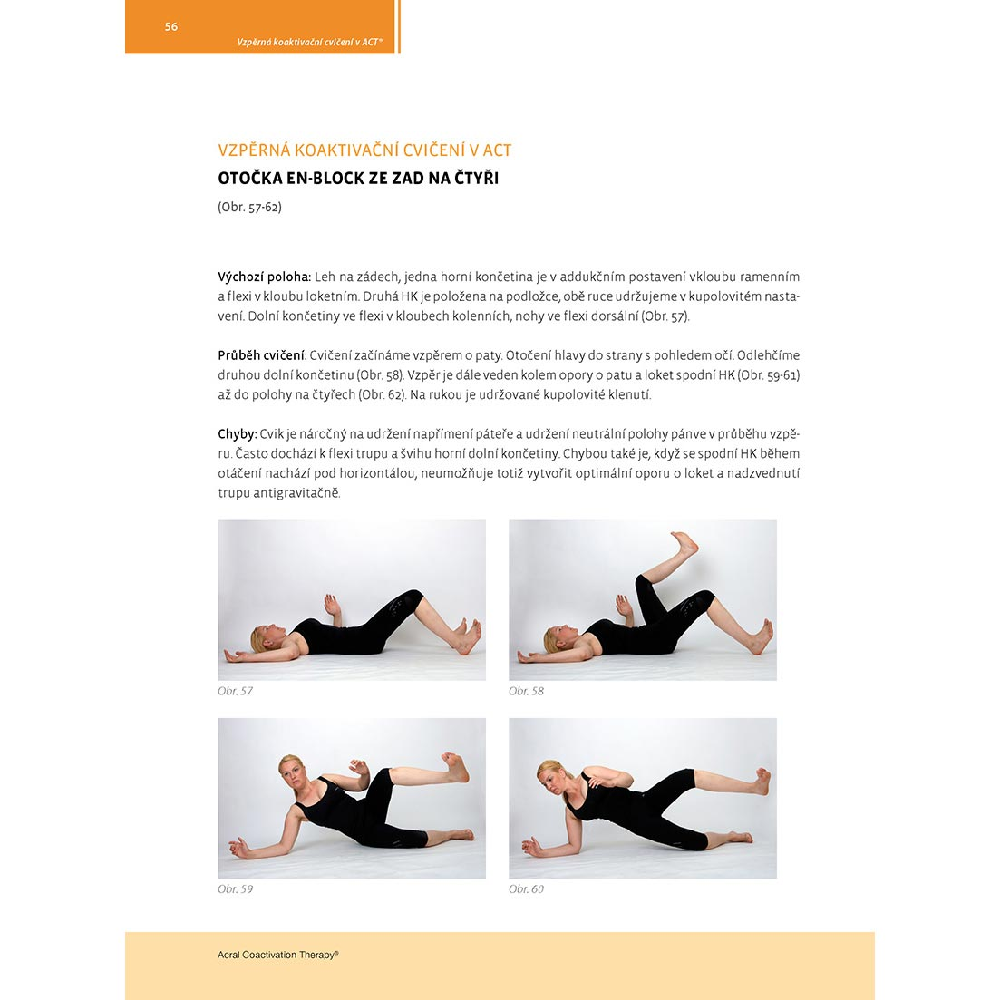 56
Vzpěrná koaktivační cvičení v ACT®
VZPĚRNÁ KOAKTIVAČNÍ CVIČENÍ V ACT
OTOČKA EN-BLOCK ZE ZAD NA ČTYŘI
(Obr. 57-62)
Výchozí poloha: Leh na zádech, jedna horní končetina je v addukčním postavení vkloubu ramenním
a flexi v kloubu loketním. Druhá HK je položena na podložce, obě ruce udržujeme v kupolovitém nasta-
vení. Dolní končetiny ve flexi v kloubech kolenních, nohy ve flexi dorsální (Obr. 57).
Průběh cvičení: Cvičení začínáme vzpěrem o paty. Otočení hlavy do strany s pohledem očí. Odlehčíme
druhou dolní končetinu (Obr. 58). Vzpěr je dále veden kolem opory o patu a loket spodní HK (Obr. 59-61)
až do polohy na čtyřech (Obr. 62). Na rukou je udržované kupolovité klenutí.
Chyby: Cvik je náročný na udržení napřímení páteře a udržení neutrální polohy pánve v průběhu vzpě-
ru. Často dochází k flexi trupu a švihu horní dolní končetiny. Chybou také je, když se spodní HK během
otáčení nachází pod horizontálou, neumožňuje totiž vytvořit optimální oporu o loket a nadzvednutí
trupu antigravitačně.
Obr. 57
Obr. 58
Obr. 59
Obr. 60
Acral Coactivation Therapy®